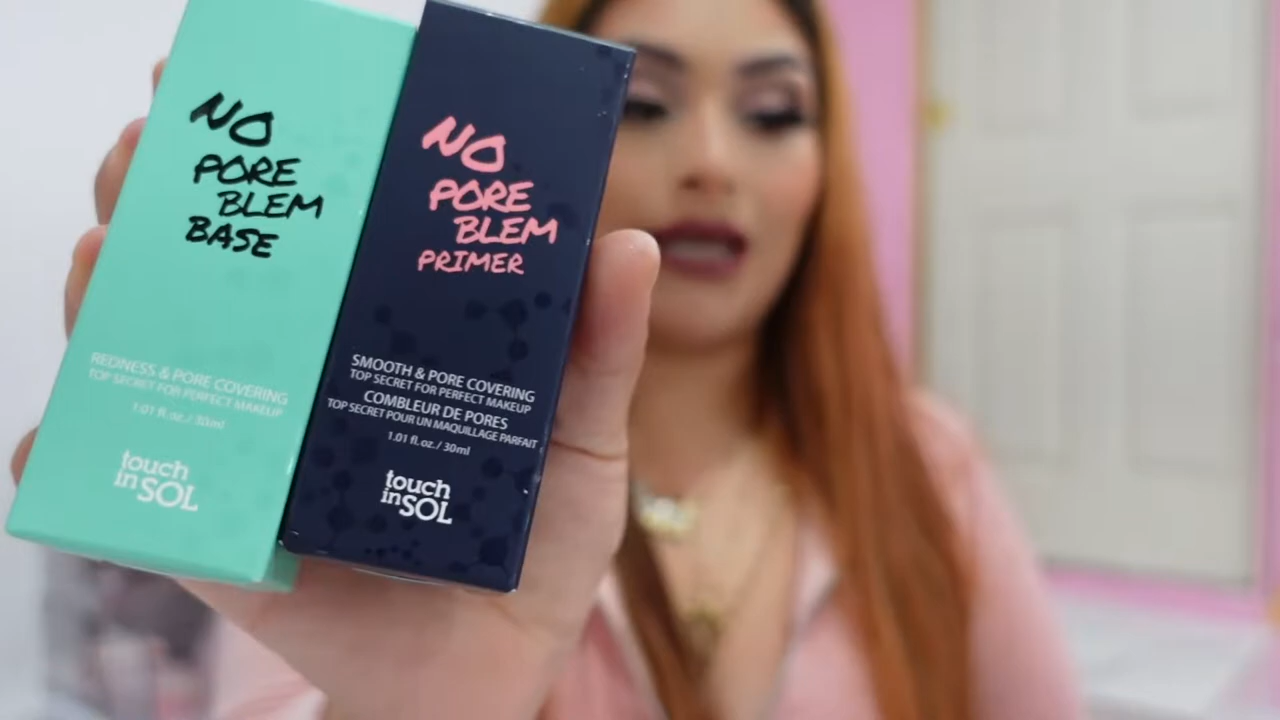 NO
PORE
BLEM
BASE
REDNESS & PORE COVERING
TOP SECRET FOR PERFECT MAKEUP
1.01 fl.oz./30ml
touch
in SOL
NO
PORE
BLEM
PRIMER
SMOOTH & PORE COVERING
TOP SECRET FOR PERFECT MAKEUP
COMBLEUR DE PORES
TOP SECRET POUR UN MAQUILLAGE PARFAIT
1.01 fl.oz./30ml
touch
in SOL